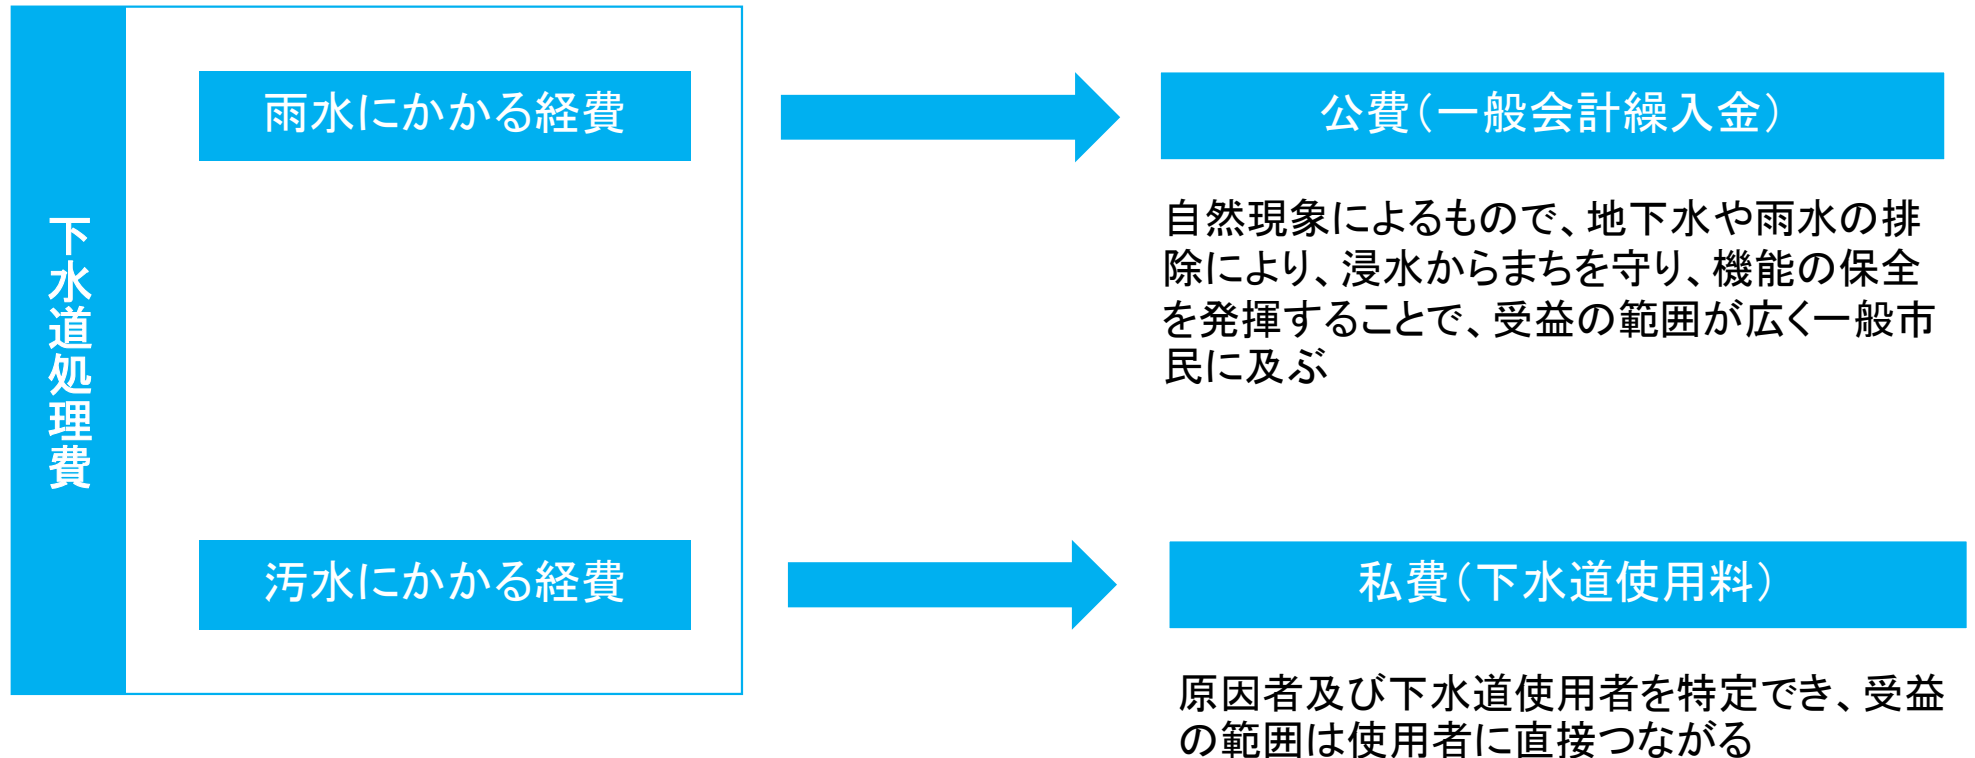 下水道処理費
雨水にかかる経費
公費（一般会計繰入金）
自然現象によるもので、地下水や雨水の排
除により、浸水からまちを守り、機能の保全
を発揮することで、受益の範囲が広く一般市
民に及ぶ
汚水にかかる経費
私費（下水道使用料）
原因者及び下水道使用者を特定でき、受益
の範囲は使用者に直接つながる